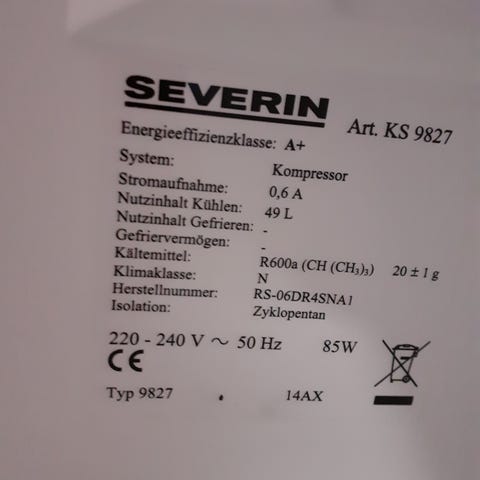 SEVERIN Art. KS 9827
Energieeffizienzklasse: A+
System: Kompressor
Stromaufnahme: 0,6 A
Nutzinhalt Kühlen: 49 L
Nutzinhalt Gefrieren: -
Gefriervermögen: -
Kältemittel: R600a (CH (CH₃)₃) 20 ± 1 g
Klimaklasse: N
Herstellnummer: RS-06DR4SNA1
Isolation: Zyklopentan
220 - 240 V ~ 50 Hz 85W
CE
Typ 9827 . 14AX